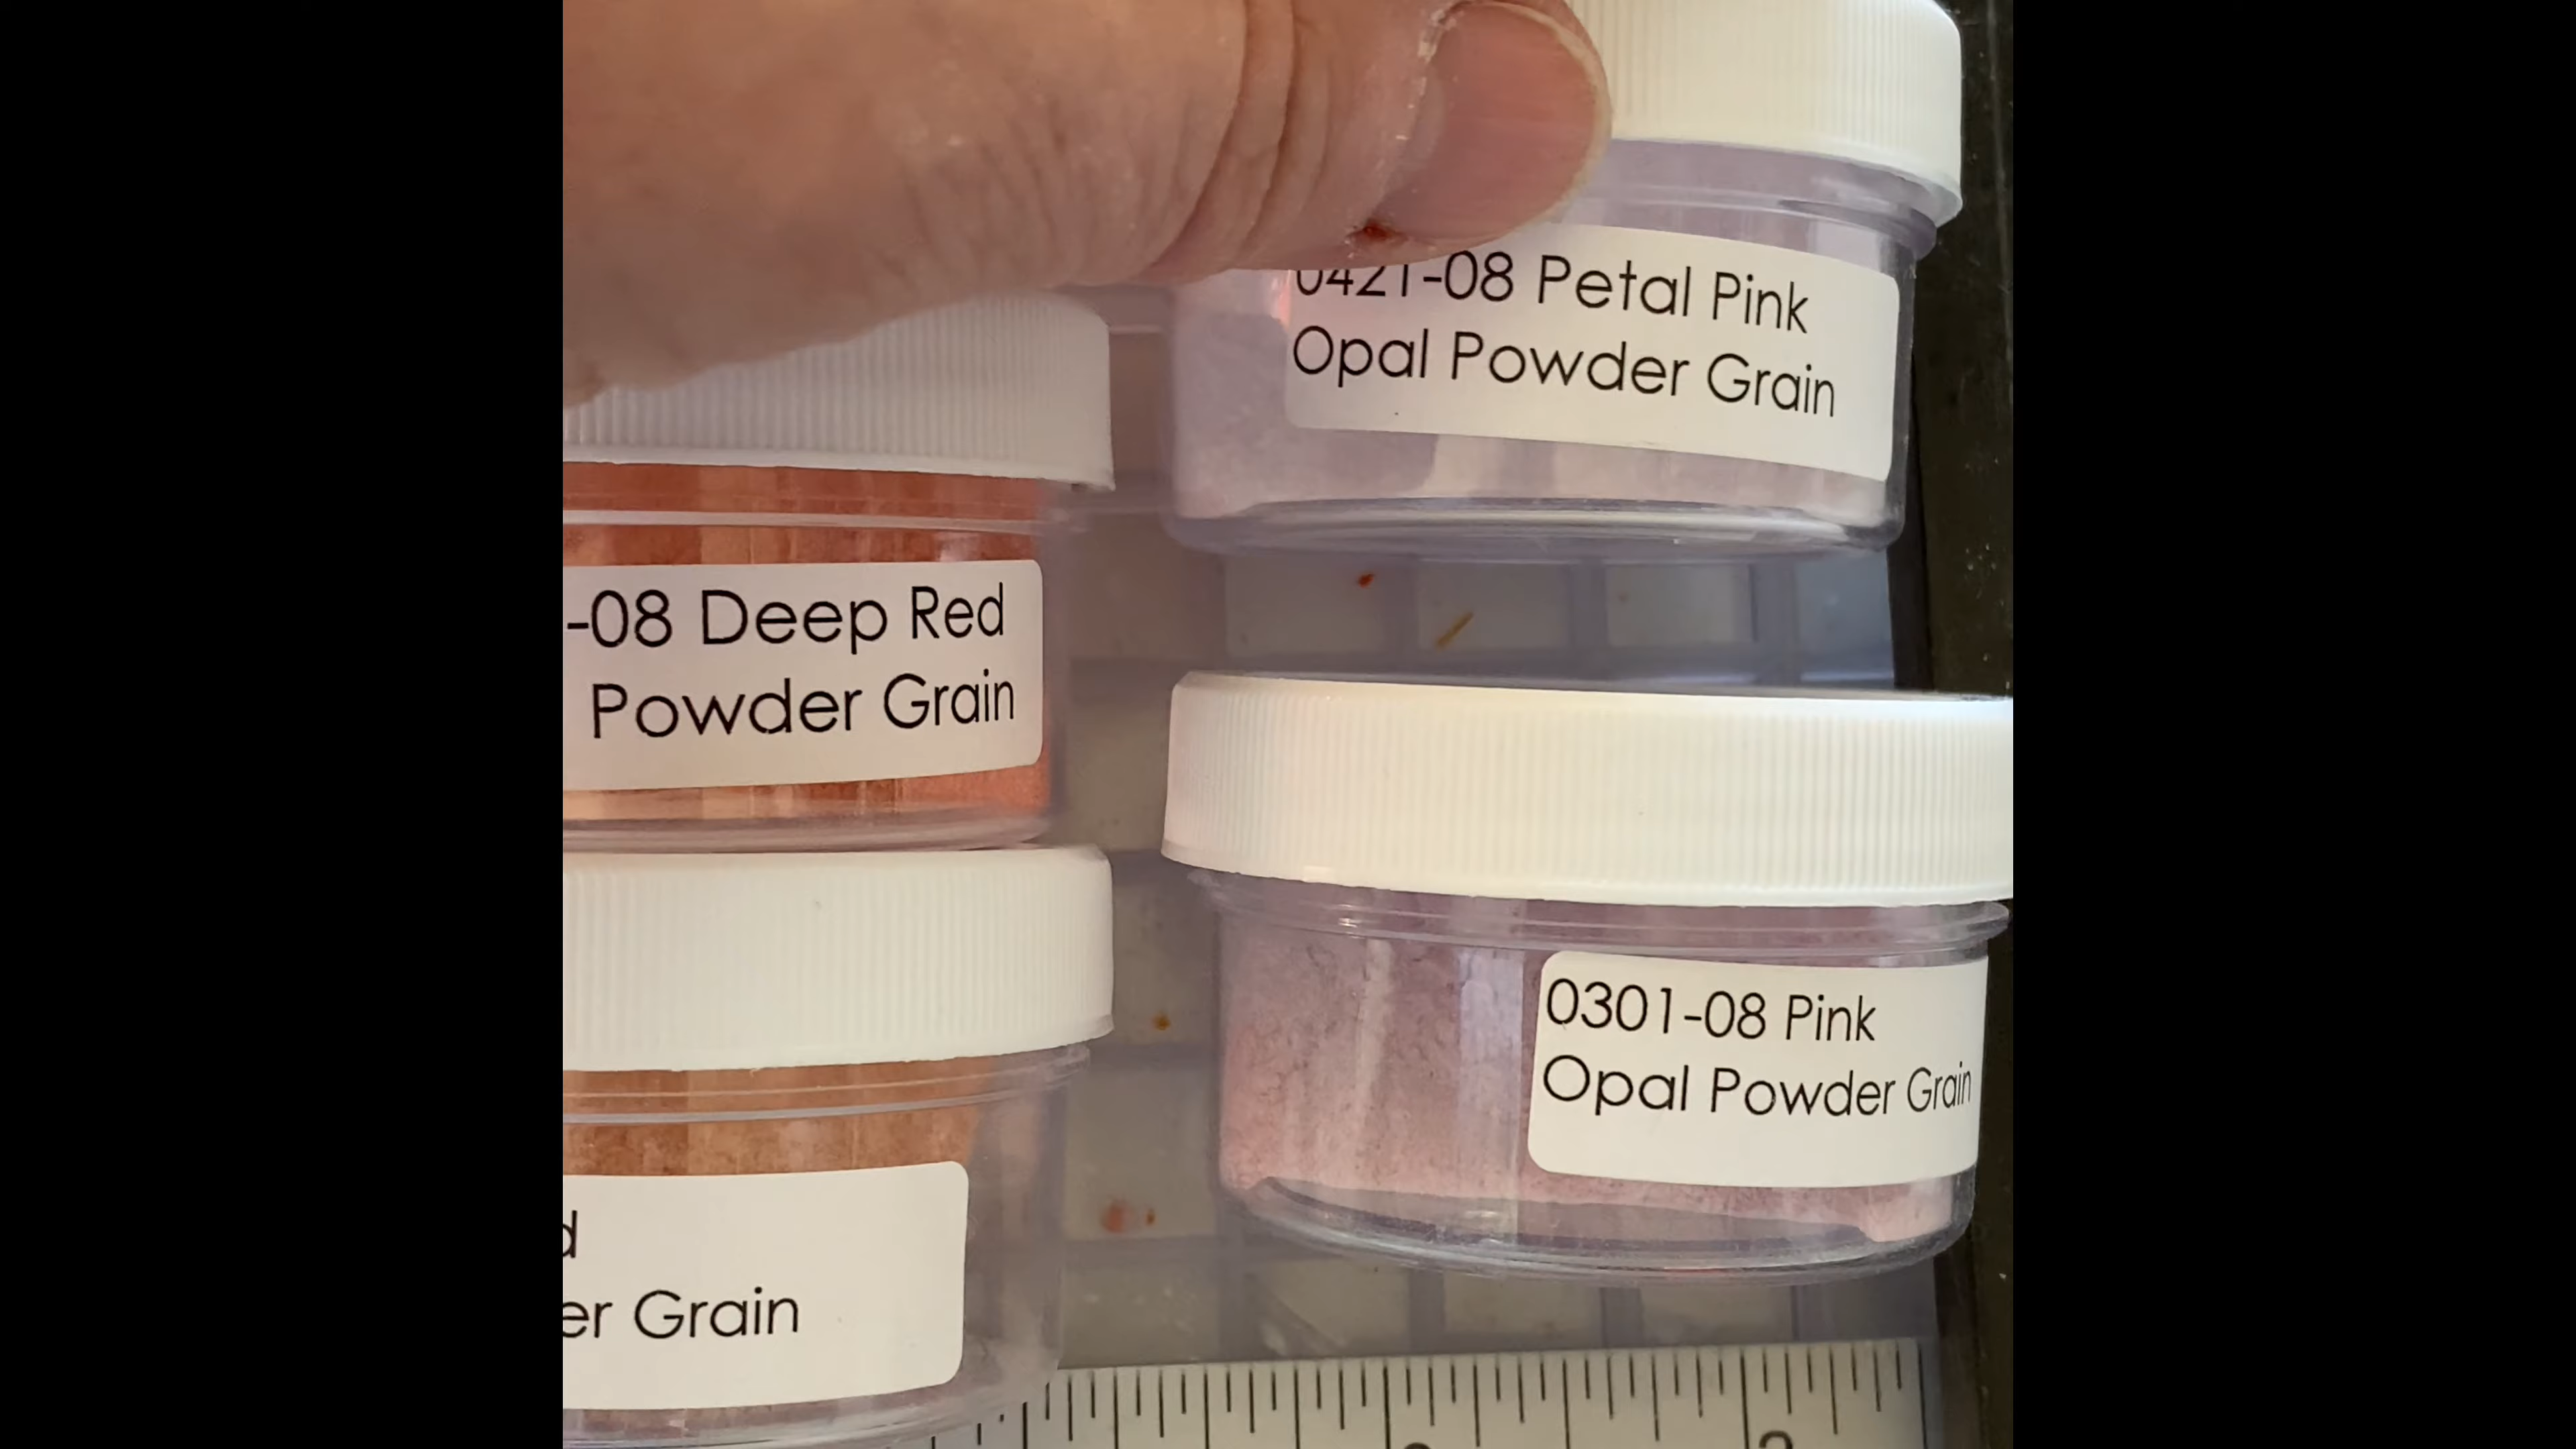 0421-08 Petal Pink
Opal Powder Grain
-08 Deep Red
Powder Grain
0301-08 Pink
Opal Powder Grain
Grain